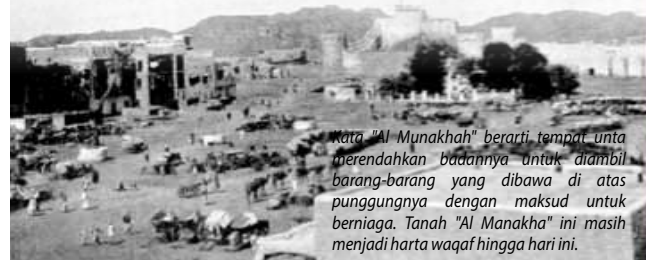 Kata "Al Munakhah" berarti tempat unta
merendahkan badannya untuk diambil
barang-barang yang dibawa di atas
punggungnya dengan maksud untuk
berniaga. Tanah "Al Manakha" ini masih
menjadi harta waqaf hingga hari ini.